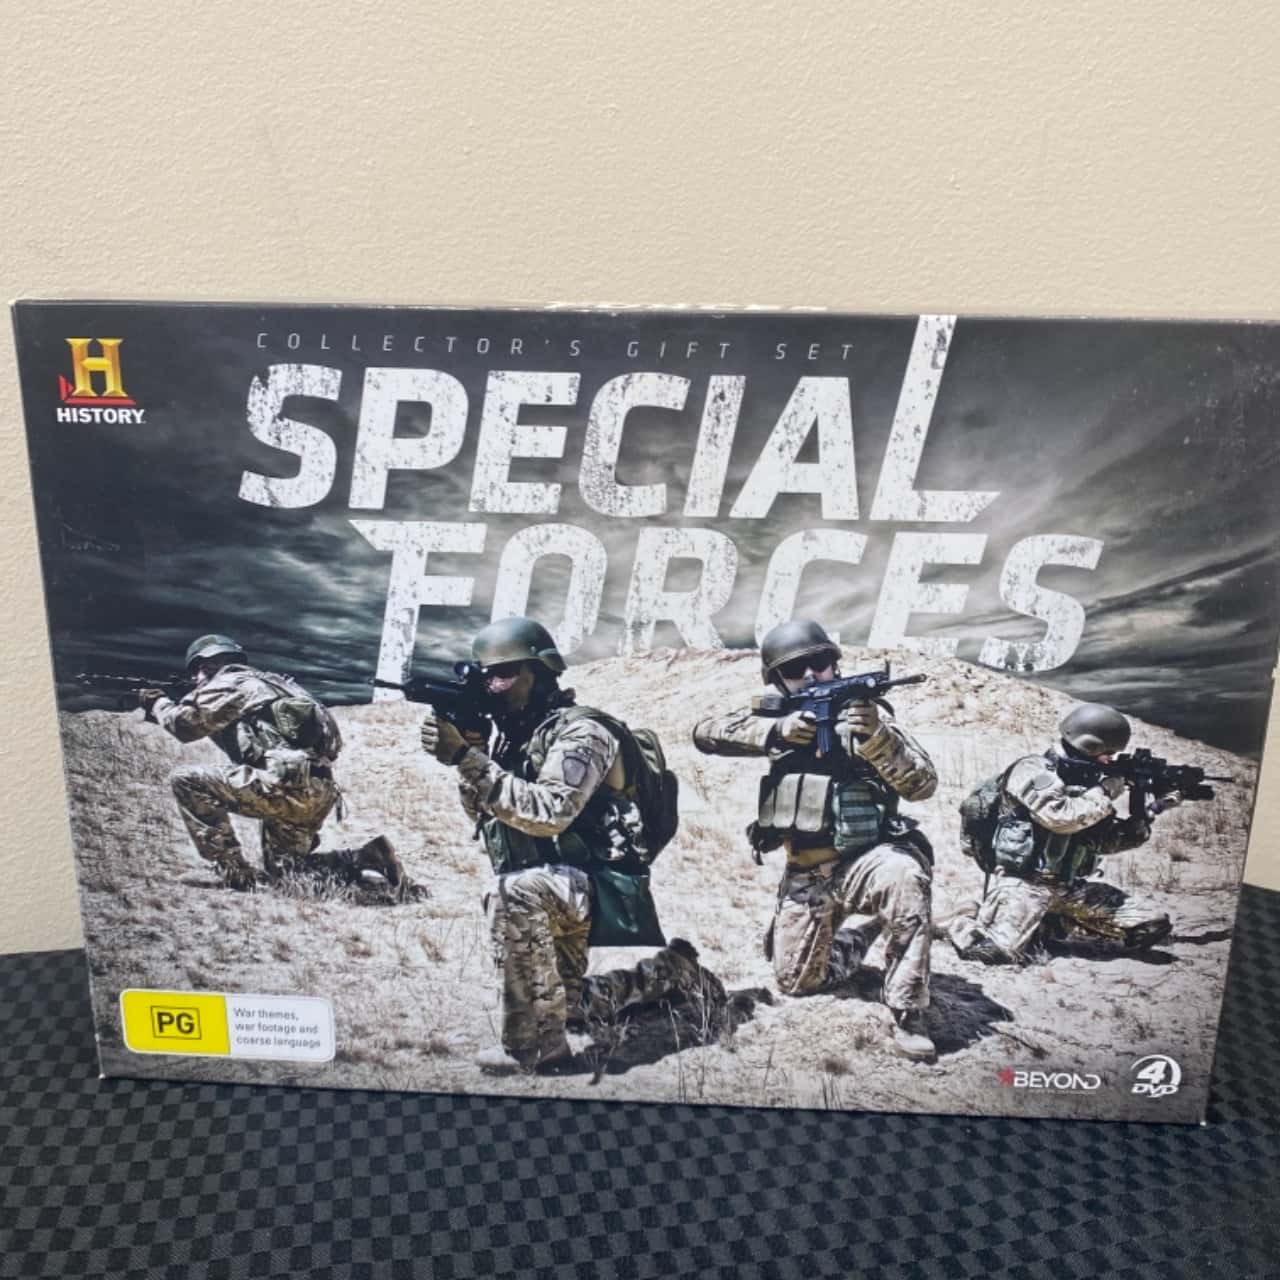 COLLECTOR'S GIFT SET
H
HISTORY
SPECIAL
FORCES
PG
War themes,
war footage and
coarse language
BEYOND
4
DVD